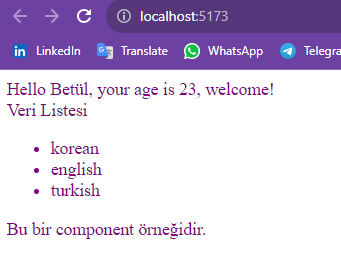 localhost:5173
LinkedIn Translate WhatsApp Telegra
Hello Betül, your age is 23, welcome!
Veri Listesi
korean
english
turkish
Bu bir component örneğidir.